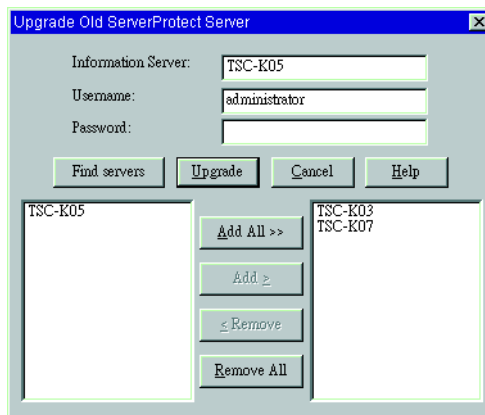 Upgrade Old ServerProtect Server
Information Server: TSC-K05
Username: administrator
Password:
Find servers Upgrade Cancel Help
TSC-K05
TSC-K03
TSC-K07
Add All >>
Add >
< Remove
Remove All